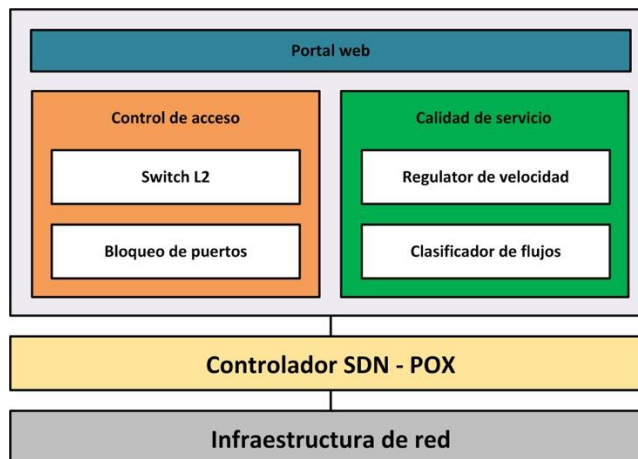 Portal web
Control de acceso
Switch L2
Bloqueo de puertos
Calidad de servicio
Regulator de velocidad
Clasificador de flujos
Controlador SDN - POX
Infraestructura de red